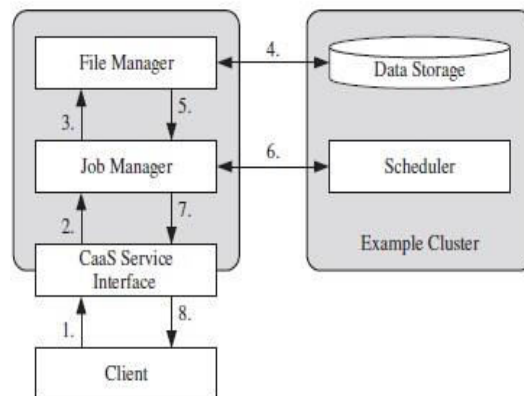 File Manager
4.
Data Storage
3.
5.
Job Manager
6.
Scheduler
2.
7.
CaaS Service
Interface
Example Cluster
1.
8.
Client